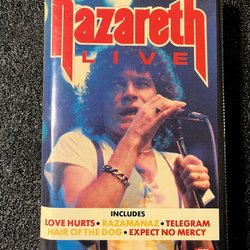 Nazareth
LIVE
INCLUDES
LOVE HURTS • RAZAMANAZ • TELEGRAM
HAIR OF THE DOG • EXPECT NO MERCY